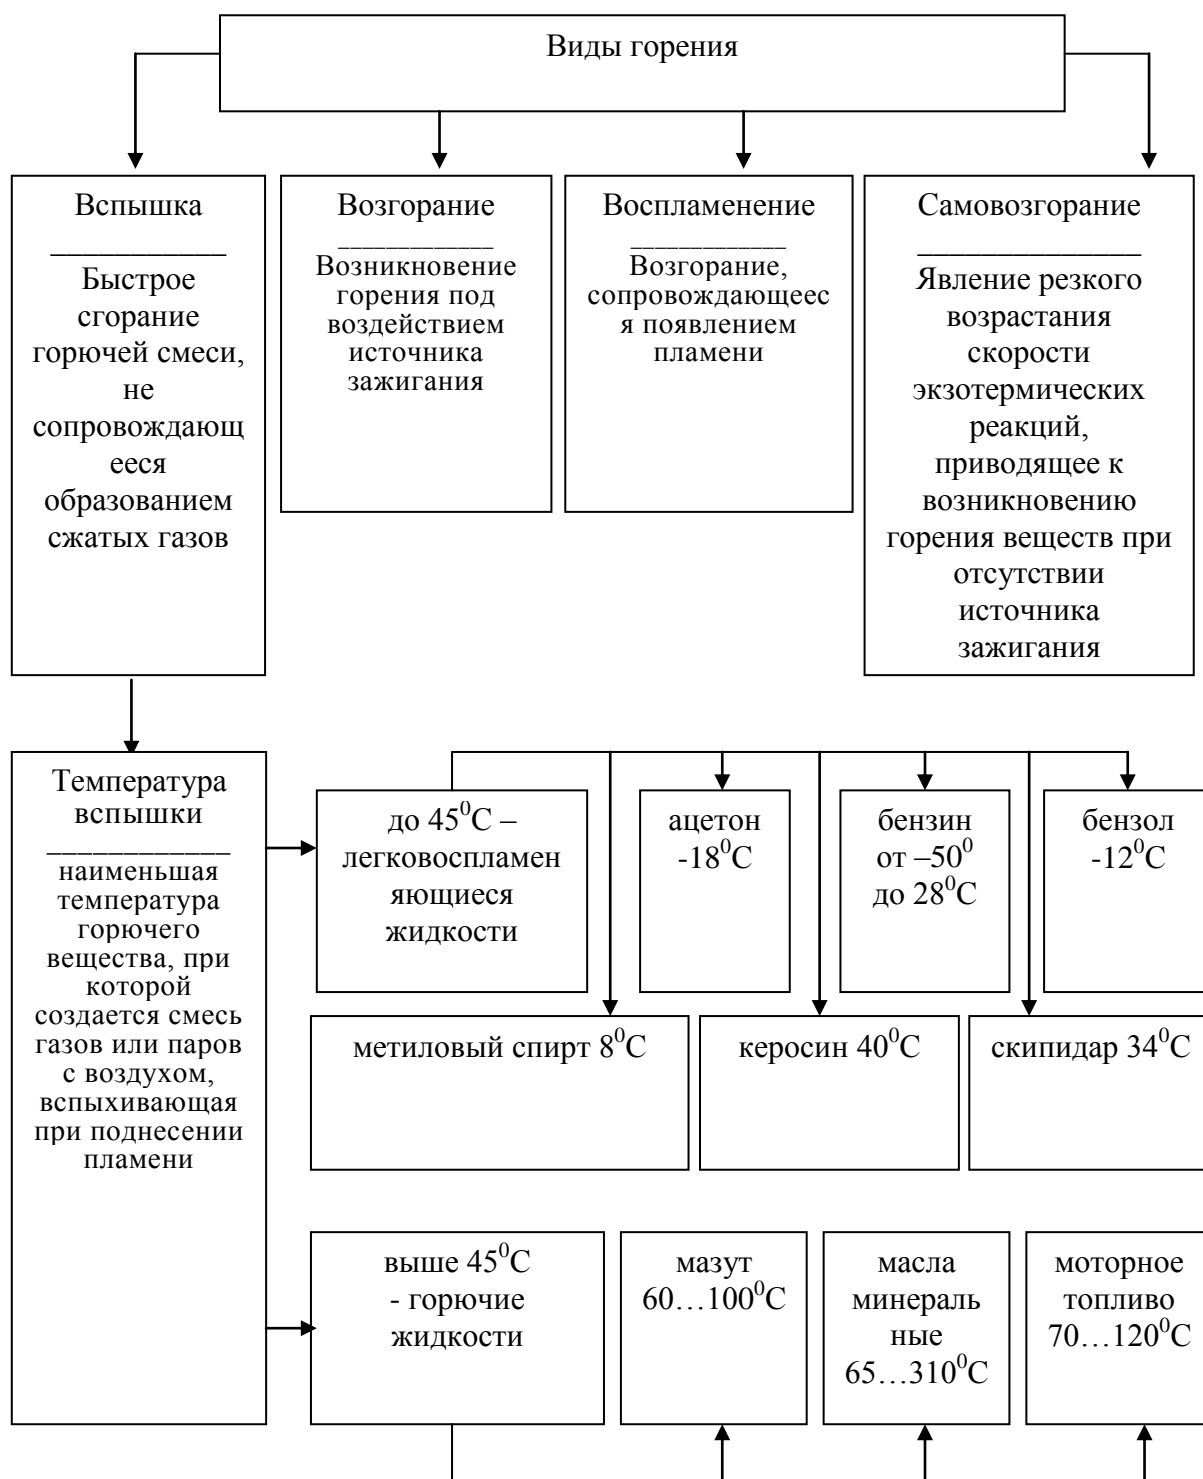 Виды горения
Вспышка
___________
Быстрое
сгорание
горючей смеси,
не
сопровождающ
ееся
образованием
сжатых газов
Возгорание
_____________
Возникновение
горения под
воздействием
источника
зажигания
Воспламенение
_____________
Возгорание,
сопровождающеес
я появлением
пламени
Самовозгорание
______________
Явление резкого
возрастания
скорости
экзотермических
реакций,
приводящее к
возникновению
горения веществ при
отсутствии
источника
зажигания
Температура
вспышки
____________
наименьшая
температура
горючего
вещества, при
которой
создается смесь
газов или паров
с воздухом,
вспыхивающая
при поднесении
пламени
до 45⁰С –
легковоспламен
яющиеся
жидкости
ацетон
-18⁰С
бензин
от –50⁰
до 28⁰С
бензол
-12⁰С
метиловый спирт 8⁰С
керосин 40⁰С
скипидар 34⁰С
выше 45⁰С
- горючие
жидкости
мазут
60…100⁰С
масла
минераль
ные
65…310⁰С
моторное
топливо
70…120⁰С